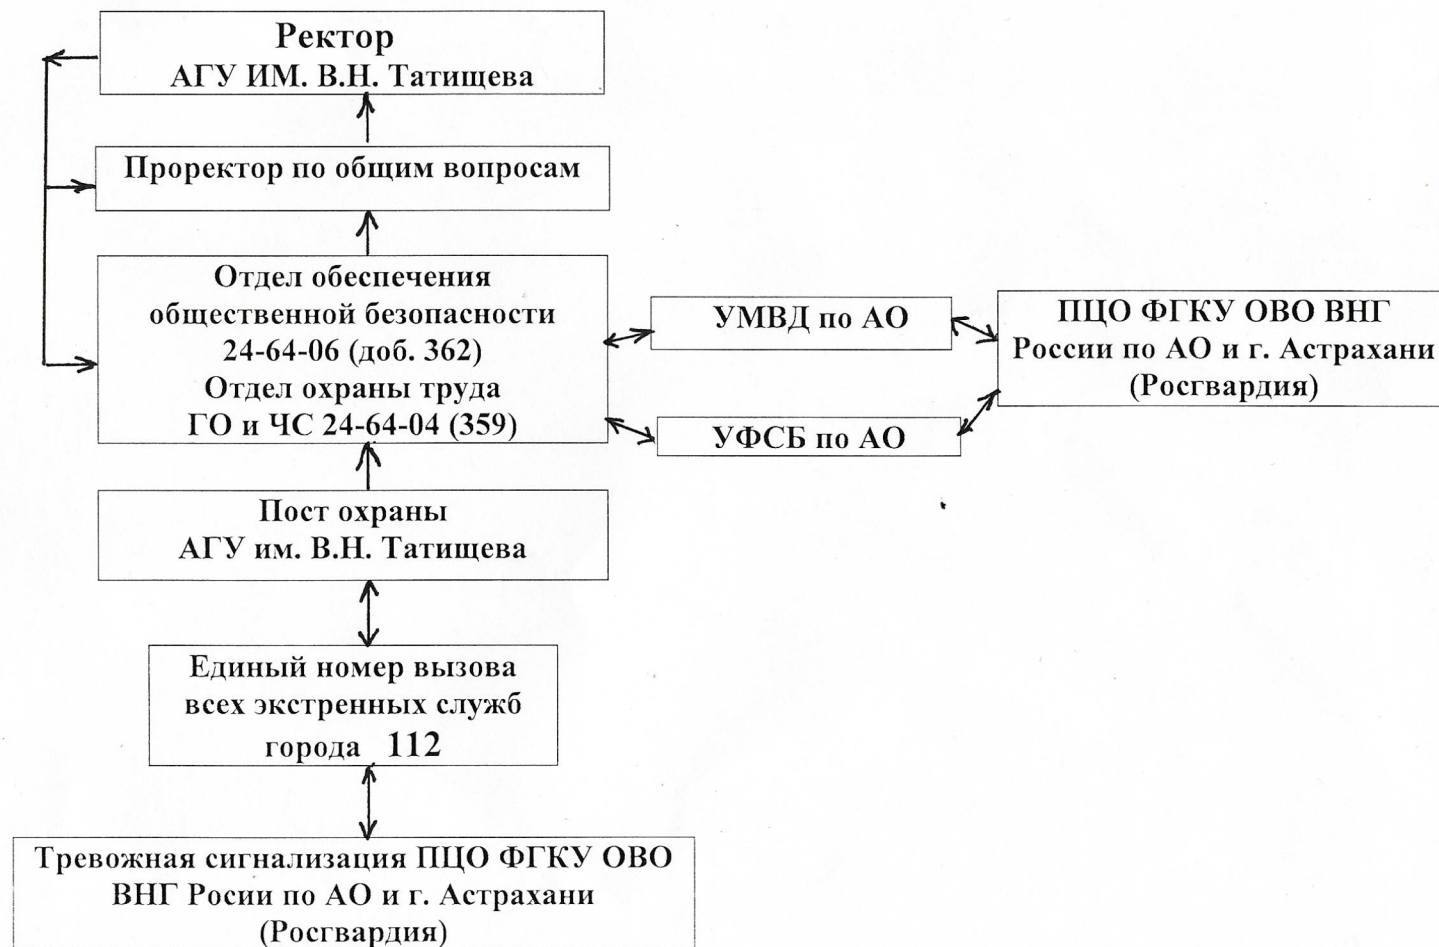 Ректор
АГУ ИМ. В.Н. Татищева
Проректор по общим вопросам
Отдел обеспечения
общественной безопасности
24-64-06 (доб. 362)
Отдел охраны труда
ГО и ЧС 24-64-04 (359)
УМВД по АО
УФСБ по АО
ПЦО ФГКУ ОВО ВНГ
России по АО и г. Астрахани
(Росгвардия)
Пост охраны
АГУ им. В.Н. Татищева
Единый номер вызова
всех экстренных служб
города 112
Тревожная сигнализация ПЦО ФГКУ ОВО
ВНГ Росии по АО и г. Астрахани
(Росгвардия)